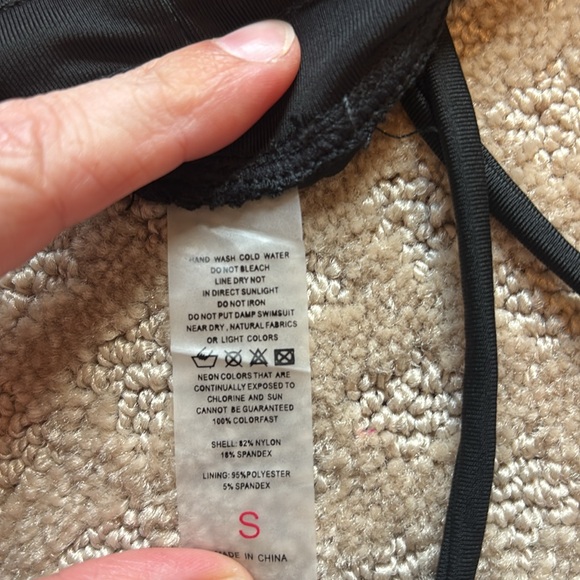 HAND WASH COLD WATER
DO NOT BLEACH
LINE DRY NOT
IN DIRECT SUNLIGHT
DO NOT IRON
DO NOT PUT DAMP SWIMSUIT
NEAR DRY, NATURAL FABRICS
OR LIGHT COLORS
NEON COLORS THAT ARE
CONTINUALLY EXPOSED TO
CHLORINE AND SUN
CANNOT BE GUARANTEED
100% COLORFAST
SHELL: 82% NYLON
18% SPANDEX
LINING: 95%POLYESTER
5% SPANDEX
S
MADE IN CHINA